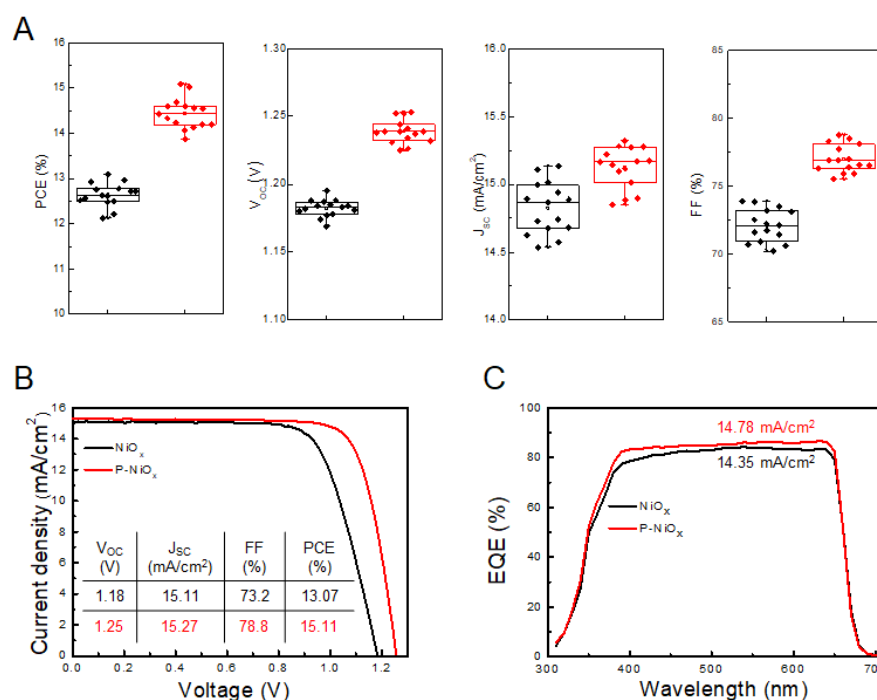 A
PCE (%)
16
15
14
13
12
11
10
V_OC (V)
1.30
1.25
1.20
1.15
1.10
J_SC (mA/cm²)
16.0
15.5
15.0
14.5
14.0
FF (%)
85
80
75
70
65
B
Current density (mA/cm²)
16
14
12
10
8
6
4
2
0
NiOₓ
P-NiOₓ
V_OC (V) J_SC (mA/cm²) FF (%) PCE (%)
1.18 15.11 73.2 13.07
1.25 15.27 78.8 15.11
0.0 0.2 0.4 0.6 0.8 1.0 1.2
Voltage (V)
C
EQE (%)
100
80
60
40
20
0
14.78 mA/cm²
14.35 mA/cm²
NiOₓ
P-NiOₓ
300 400 500 600
Wavelength (nm)